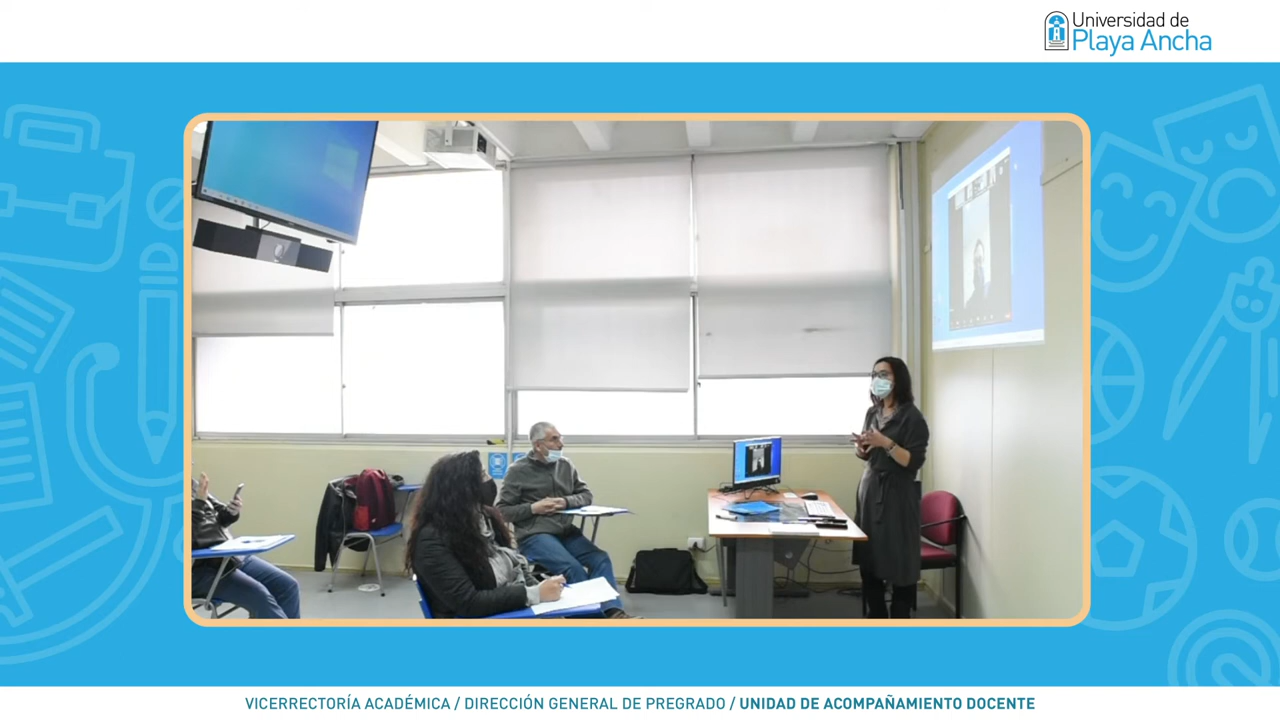 Universidad de
Playa Ancha
VICERRECTORÍA ACADÉMICA / DIRECCIÓN GENERAL DE PREGRADO / UNIDAD DE ACOMPAÑAMIENTO DOCENTE